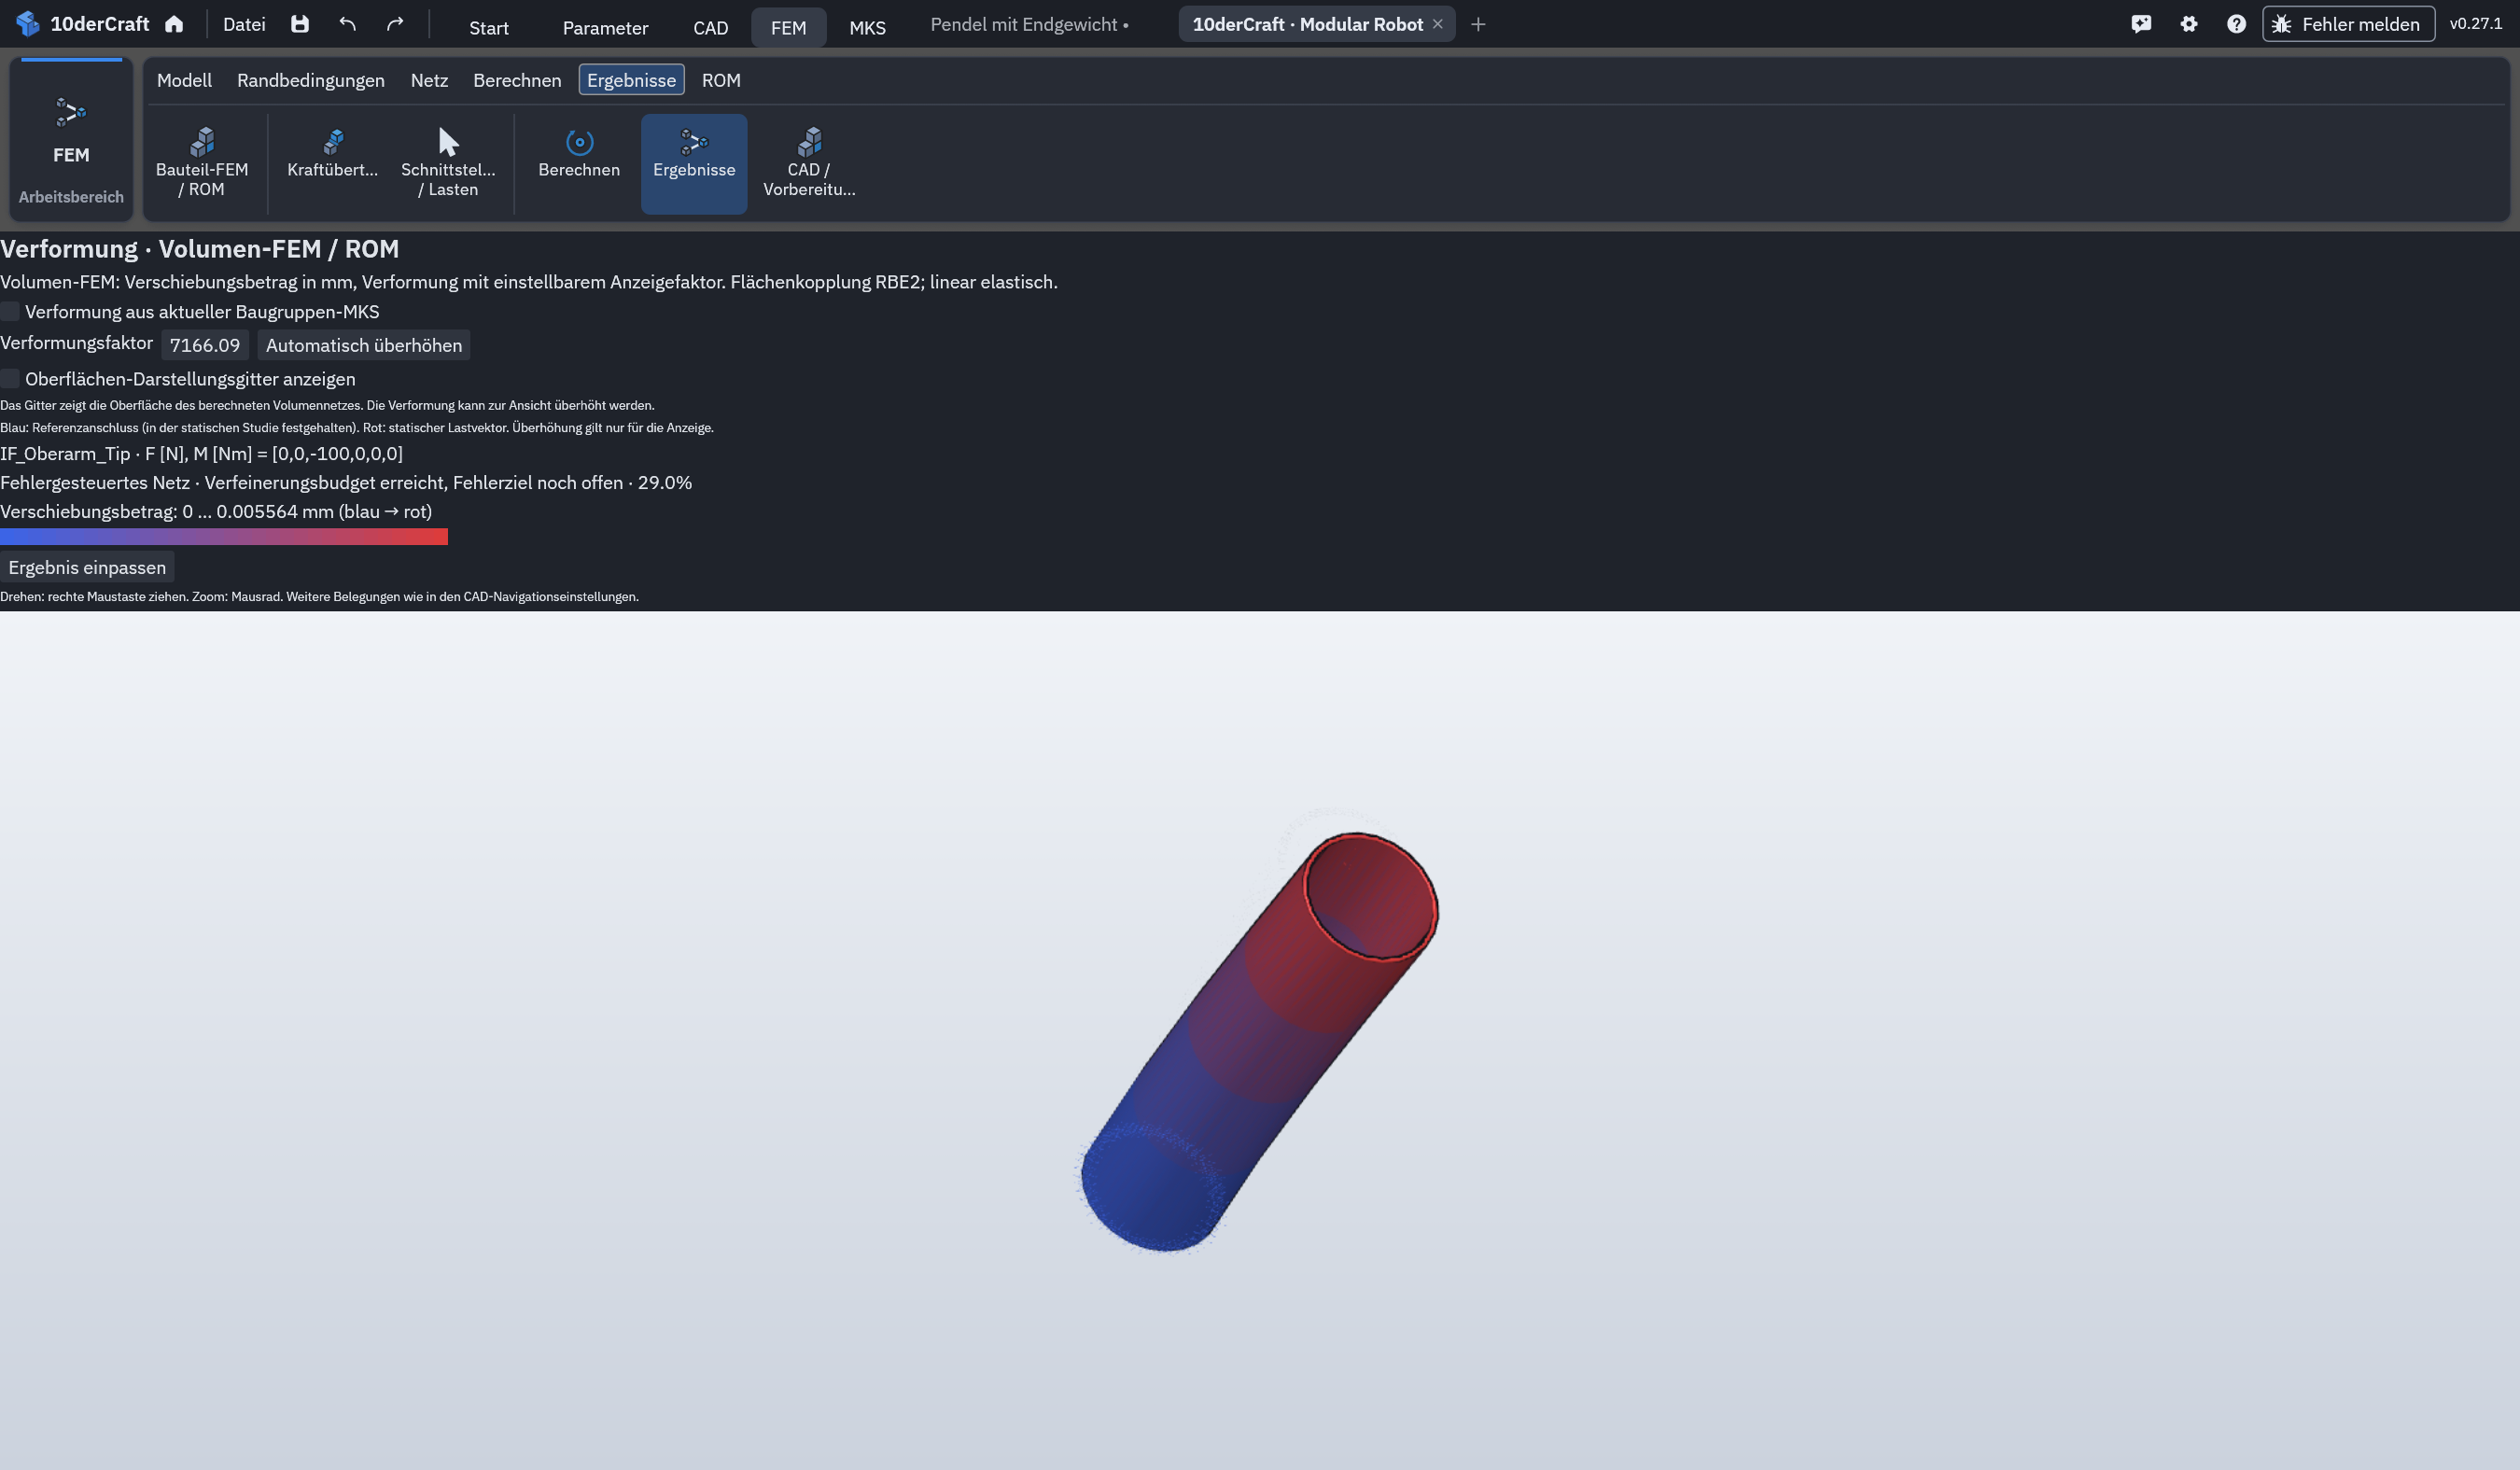 10derCraft Datei Start Parameter CAD FEM MKS Pendel mit Endgewicht • 10derCraft · Modular Robot × + Fehler melden v0.27.1
FEM
Arbeitsbereich
Modell Randbedingungen Netz Berechnen Ergebnisse ROM
Bauteil-FEM
/ ROM
Kraftübert...
Schnittstel...
/ Lasten
Berechnen
Ergebnisse
CAD /
Vorbereitu...
Verformung · Volumen-FEM / ROM
Volumen-FEM: Verschiebungsbetrag in mm, Verformung mit einstellbarem Anzeigefaktor. Flächenkopplung RBE2; linear elastisch.
Verformung aus aktueller Baugruppen-MKS
Verformungsfaktor 7166.09 Automatisch überhöhen
Oberflächen-Darstellungsgitter anzeigen
Das Gitter zeigt die Oberfläche des berechneten Volumennetzes. Die Verformung kann zur Ansicht überhöht werden.
Blau: Referenzanschluss (in der statischen Studie festgehalten). Rot: statischer Lastvektor. Überhöhung gilt nur für die Anzeige.
IF_Oberarm_Tip · F [N], M [Nm] = [0,0,-100,0,0,0]
Fehlergesteuertes Netz · Verfeinerungsbudget erreicht, Fehlerziel noch offen · 29.0%
Verschiebungsbetrag: 0 ... 0.005564 mm (blau → rot)
Ergebnis einpassen
Drehen: rechte Maustaste ziehen. Zoom: Mausrad. Weitere Belegungen wie in den CAD-Navigationseinstellungen.